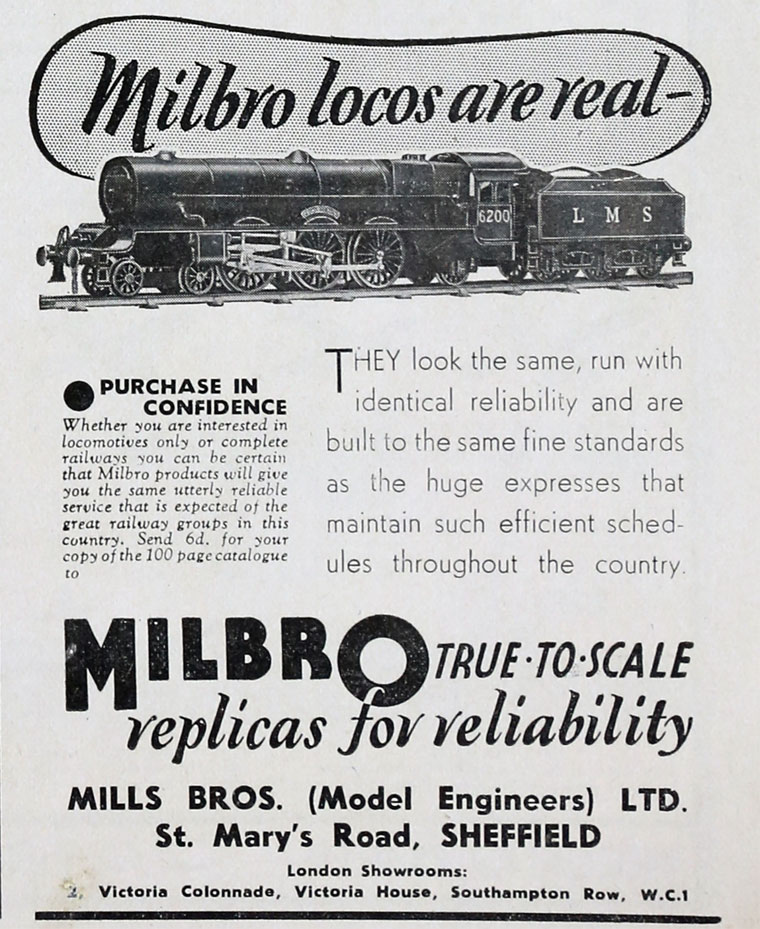 Milbro locos are real-
6200
L M S
PURCHASE IN
CONFIDENCE
Whether you are interested in
locomotives only or complete
railways you can be certain
that Milbro products will give
you the same utterly reliable
service that is expected of the
great railway groups in this
country. Send 6d. for your
copy of the 100 page catalogue
to
THEY look the same, run with
identical reliability and are
built to the same fine standards
as the huge expresses that
maintain such efficient sched-
ules throughout the country.
MILBRO TRUE·TO·SCALE
replicas for reliability
MILLS BROS. (Model Engineers) LTD.
St. Mary's Road, SHEFFIELD
London Showrooms:
Victoria Colonnade, Victoria House, Southampton Row, W.C.1